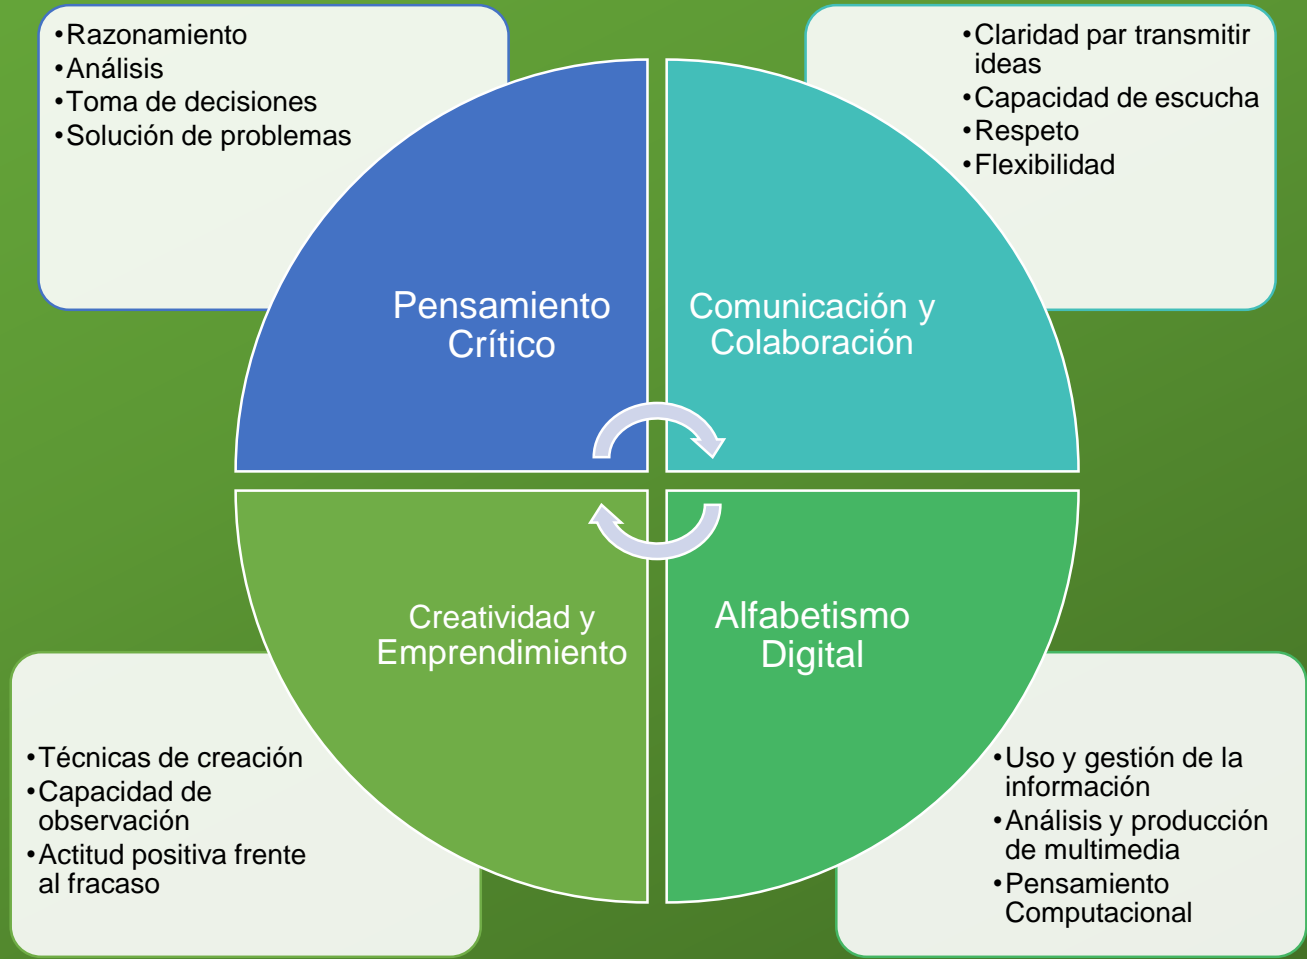 •Razonamiento
•Análisis
•Toma de decisiones
•Solución de problemas
•Claridad par transmitir
ideas
•Capacidad de escucha
•Respeto
•Flexibilidad
Pensamiento
Crítico
Comunicación y
Colaboración
Creatividad y
Emprendimiento
Alfabetismo
Digital
•Técnicas de creación
•Capacidad de
observación
•Actitud positiva frente
al fracaso
•Uso y gestión de la
información
•Análisis y producción
de multimedia
•Pensamiento
Computacional